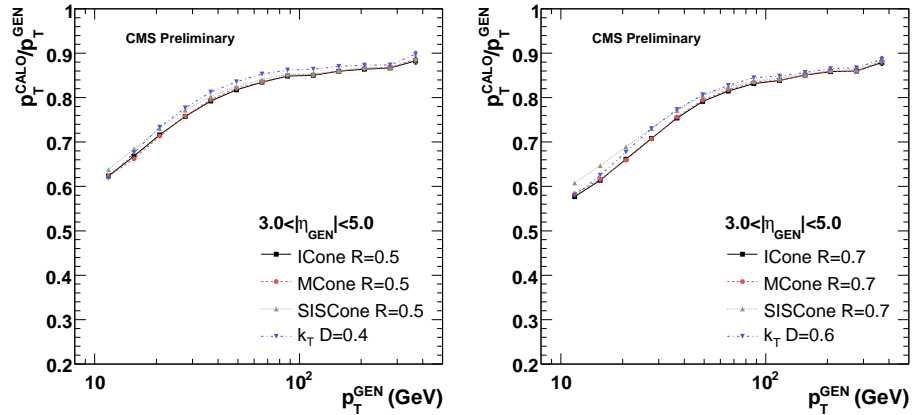 p_T^CALO/p_T^GEN
CMS Preliminary
1
0.9
0.8
0.7
0.6
0.5
0.4
0.3
0.2
3.0<|η_GEN|<5.0
ICone R=0.5
MCone R=0.5
SISCone R=0.5
k_T D=0.4
10
10²
p_T^GEN (GeV)
p_T^CALO/p_T^GEN
CMS Preliminary
1
0.9
0.8
0.7
0.6
0.5
0.4
0.3
0.2
3.0<|η_GEN|<5.0
ICone R=0.7
MCone R=0.7
SISCone R=0.7
k_T D=0.6
10
10²
p_T^GEN (GeV)